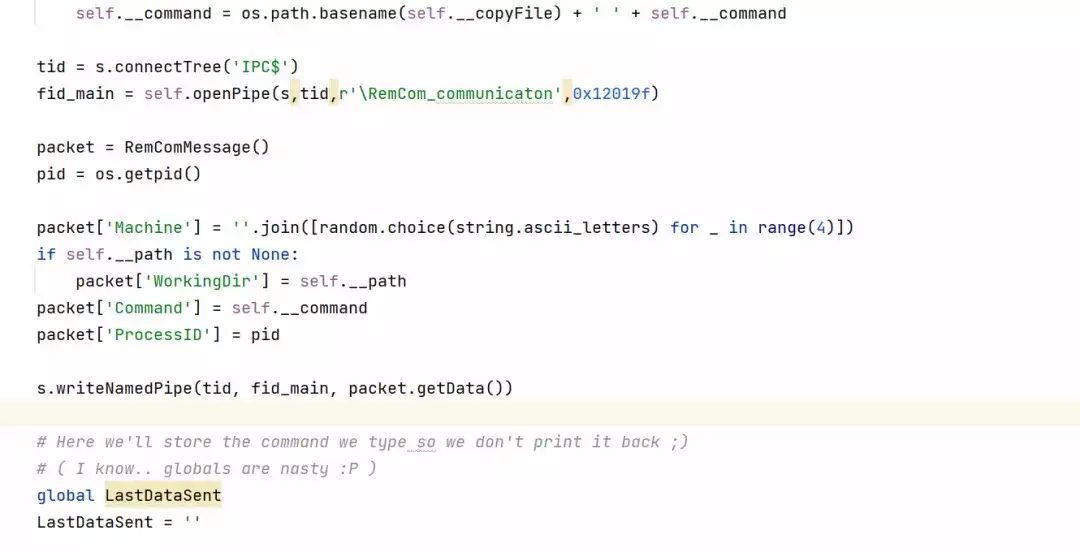 self.__command = os.path.basename(self.__copyFile) + ' ' + self.__command
tid = s.connectTree('IPC$')
fid_main = self.openPipe(s,tid,r'\RemCom_communicaton',0x12019f)
packet = RemComMessage()
pid = os.getpid()
packet['Machine'] = ''.join([random.choice(string.ascii_letters) for _ in range(4)])
if self.__path is not None:
packet['WorkingDir'] = self.__path
packet['Command'] = self.__command
packet['ProcessID'] = pid
s.writeNamedPipe(tid, fid_main, packet.getData())
# Here we'll store the command we type so we don't print it back ;)
# ( I know.. globals are nasty :P )
global LastDataSent
LastDataSent = ''